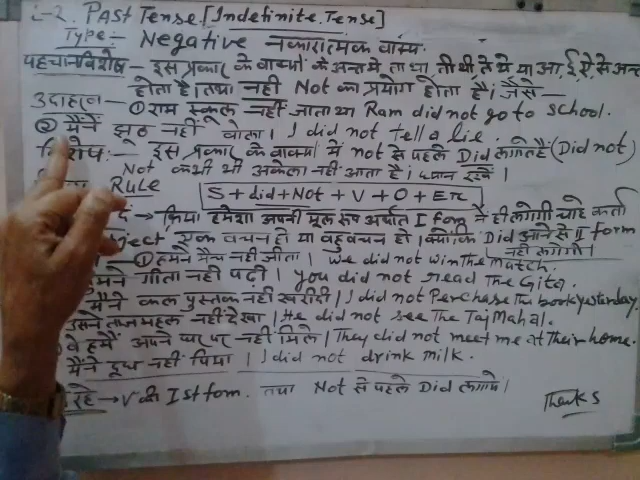 L-2. Past Tense [Indefinite Tense]
Type:- Negative नकारात्मक वाक्य
पहचान विशेष - इस प्रकार के वाक्यों के अन्त में ता था, ती थी, ते थे या आ, ई, ऐ, से अन्त
होता है। तथा नही Not का प्रयोग होता है। जैसे-
उदाहरण - ① राम स्कूल नहीं जाता था Ram did not go to school.
② मैंने झूठ नहीं बोला। I did not tell a lie.
विशेष:- इस प्रकार के वाक्यों में not से पहले Did लगाते हैं (Did not)
Not कभी भी अकेला नहीं आता है। ध्यान रखें।
Rule S + did + Not + V + O + Etc
→ क्रिया हमेशा अपनी मूल रूप अर्थात I form में ही लगेगी चाहे कर्ता
एक वचन हो या बहुवचन हो। क्योंकि Did आने से II form
नही लगेगी।
① हमने मैच नहीं जीता। We did not win the match.
तुमने गीता नहीं पढ़ी। You did not read the Gita.
मैंने कल पुस्तक नहीं खरीदी। I did not Perchase the book yesterday.
उसने ताजमहल नहीं देखा। He did not see The Taj Mahal.
वे हमें अपने घर पर नहीं मिले। They did not meet me at Their home.
मैंने दूध नहीं पिया। I did not drink milk.
→ V की Ist fom. तथा Not से पहले Did लगाये।
Thanks